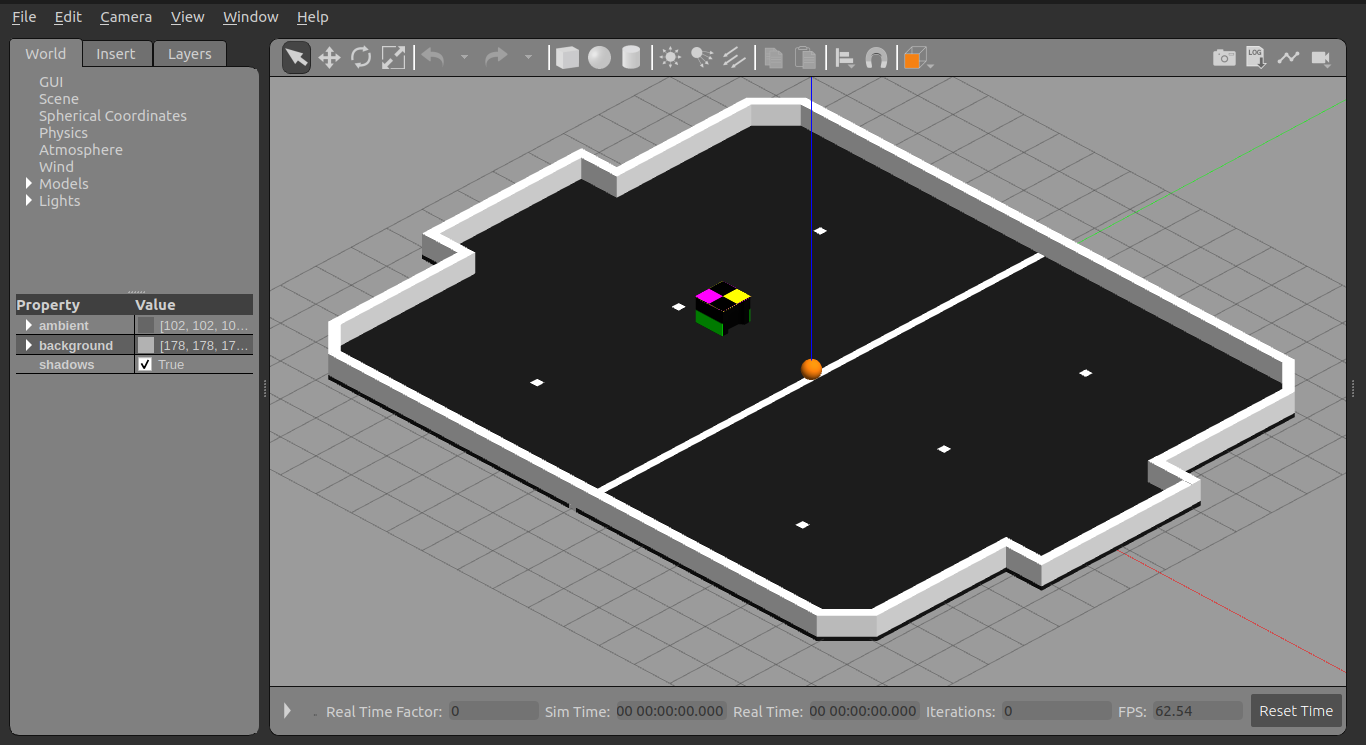 File Edit Camera View Window Help
World Insert Layers
LOG
GUI
Scene
Spherical Coordinates
Physics
Atmosphere
Wind
Models
Lights
Property Value
ambient [102, 102, 10...
background [178, 178, 17...
shadows True
Real Time Factor: 0 Sim Time: 00 00:00:00.000 Real Time: 00 00:00:00.000 Iterations: 0 FPS: 62.54 Reset Time